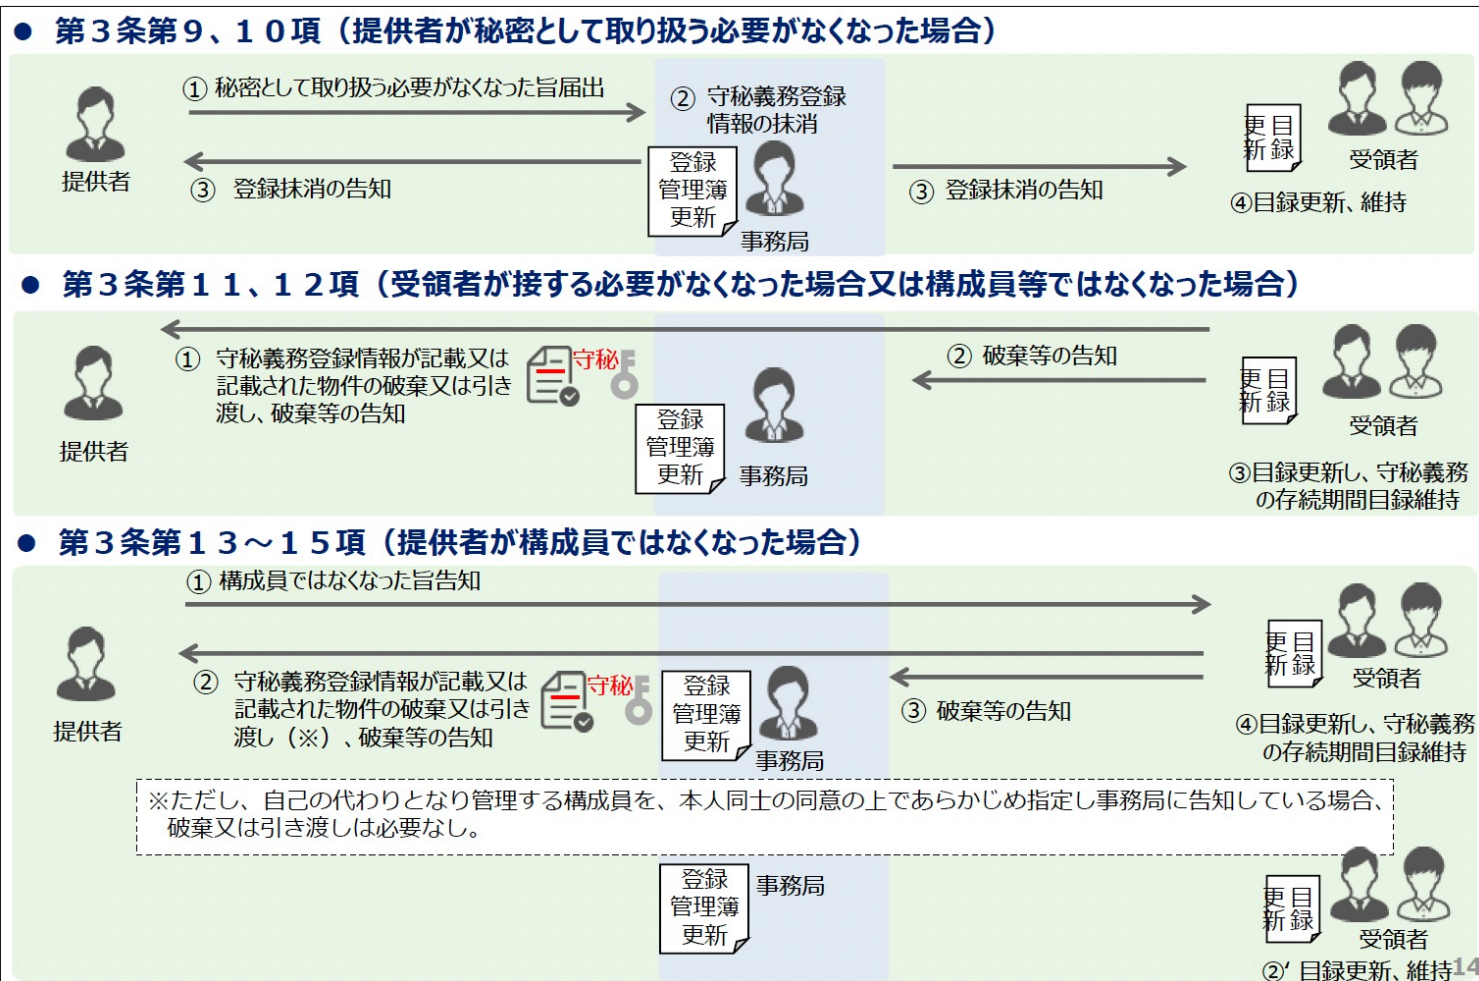 ● 第３条第９、１０項（提供者が秘密として取り扱う必要がなくなった場合）
① 秘密として取り扱う必要がなくなった旨届出
② 守秘義務登録
情報の抹消
提供者
③ 登録抹消の告知
登録
管理簿
更新
事務局
③ 登録抹消の告知
目録
更新
受領者
④目録更新、維持
● 第３条第１１、１２項（受領者が接する必要がなくなった場合又は構成員等ではなくなった場合）
① 守秘義務登録情報が記載又は
記載された物件の破棄又は引き
渡し、破棄等の告知
守秘
提供者
登録
管理簿
更新
事務局
② 破棄等の告知
目録
更新
受領者
③目録更新し、守秘義務
の存続期間目録維持
● 第３条第１３～１５項（提供者が構成員ではなくなった場合）
① 構成員ではなくなった旨告知
提供者
② 守秘義務登録情報が記載又は
記載された物件の破棄又は引き
渡し（※）、破棄等の告知
守秘
登録
管理簿
更新
事務局
③ 破棄等の告知
目録
更新
受領者
④目録更新し、守秘義務
の存続期間目録維持
※ただし、自己の代わりとなり管理する構成員を、本人同士の同意の上であらかじめ指定し事務局に告知している場合、
破棄又は引き渡しは必要なし。
登録
管理簿
更新
事務局
目録
更新
受領者
②‘ 目録更新、維持
14